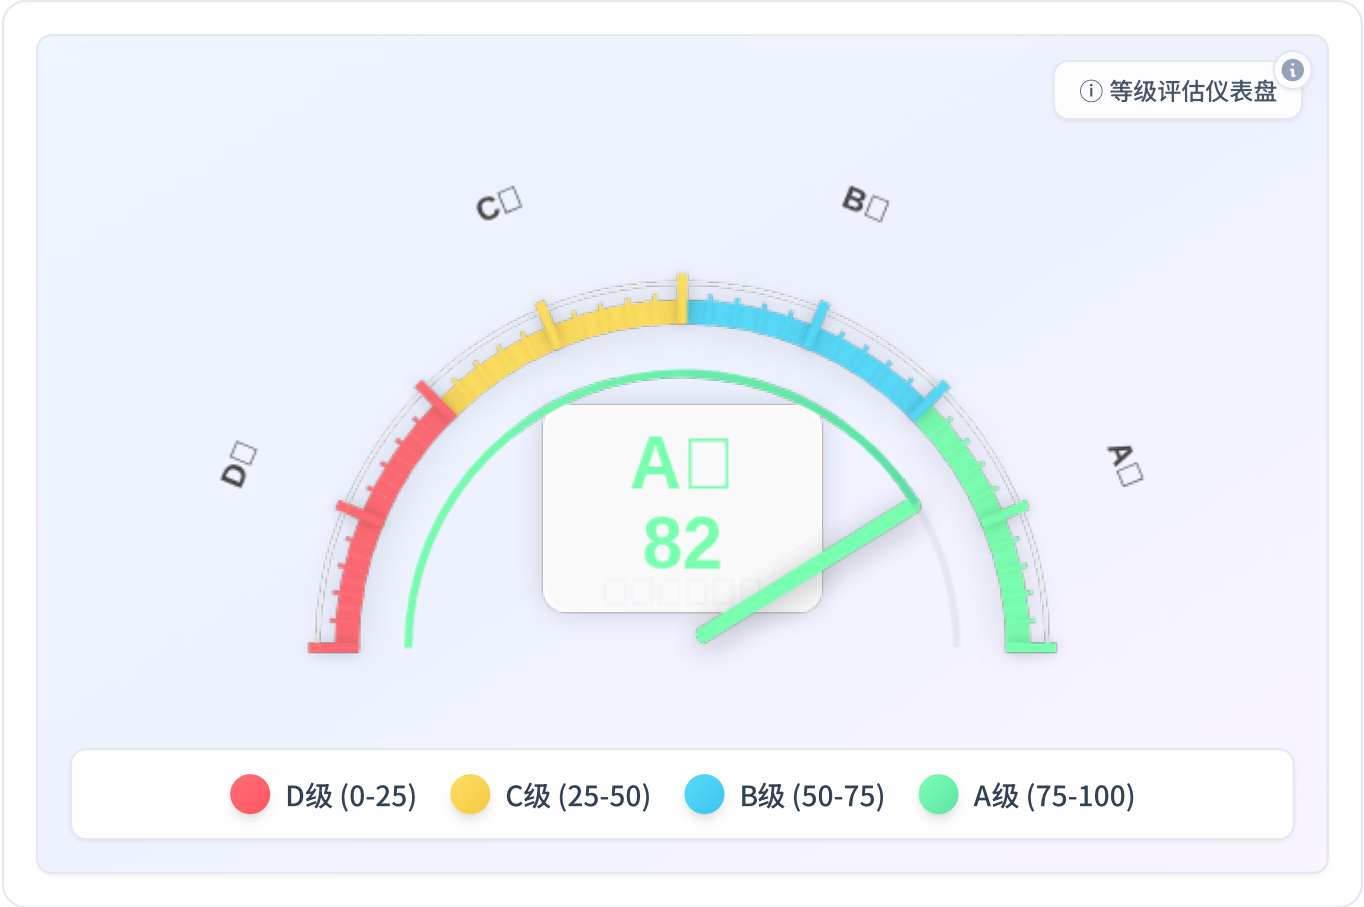 ⓘ 等级评估仪表盘
C□
B□
D□
A□
A□
82
□□□□□□
D级 (0-25)
C级 (25-50)
B级 (50-75)
A级 (75-100)